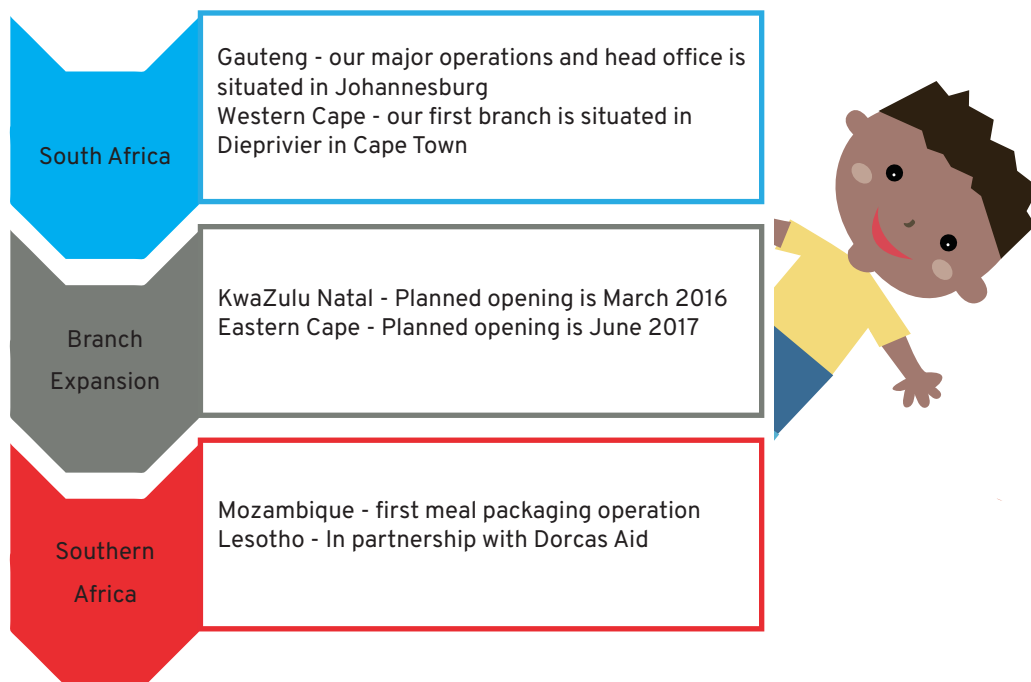 South Africa
Gauteng - our major operations and head office is
situated in Johannesburg
Western Cape - our first branch is situated in
Dieprivier in Cape Town
Branch
Expansion
KwaZulu Natal - Planned opening is March 2016
Eastern Cape - Planned opening is June 2017
Southern
Africa
Mozambique - first meal packaging operation
Lesotho - In partnership with Dorcas Aid